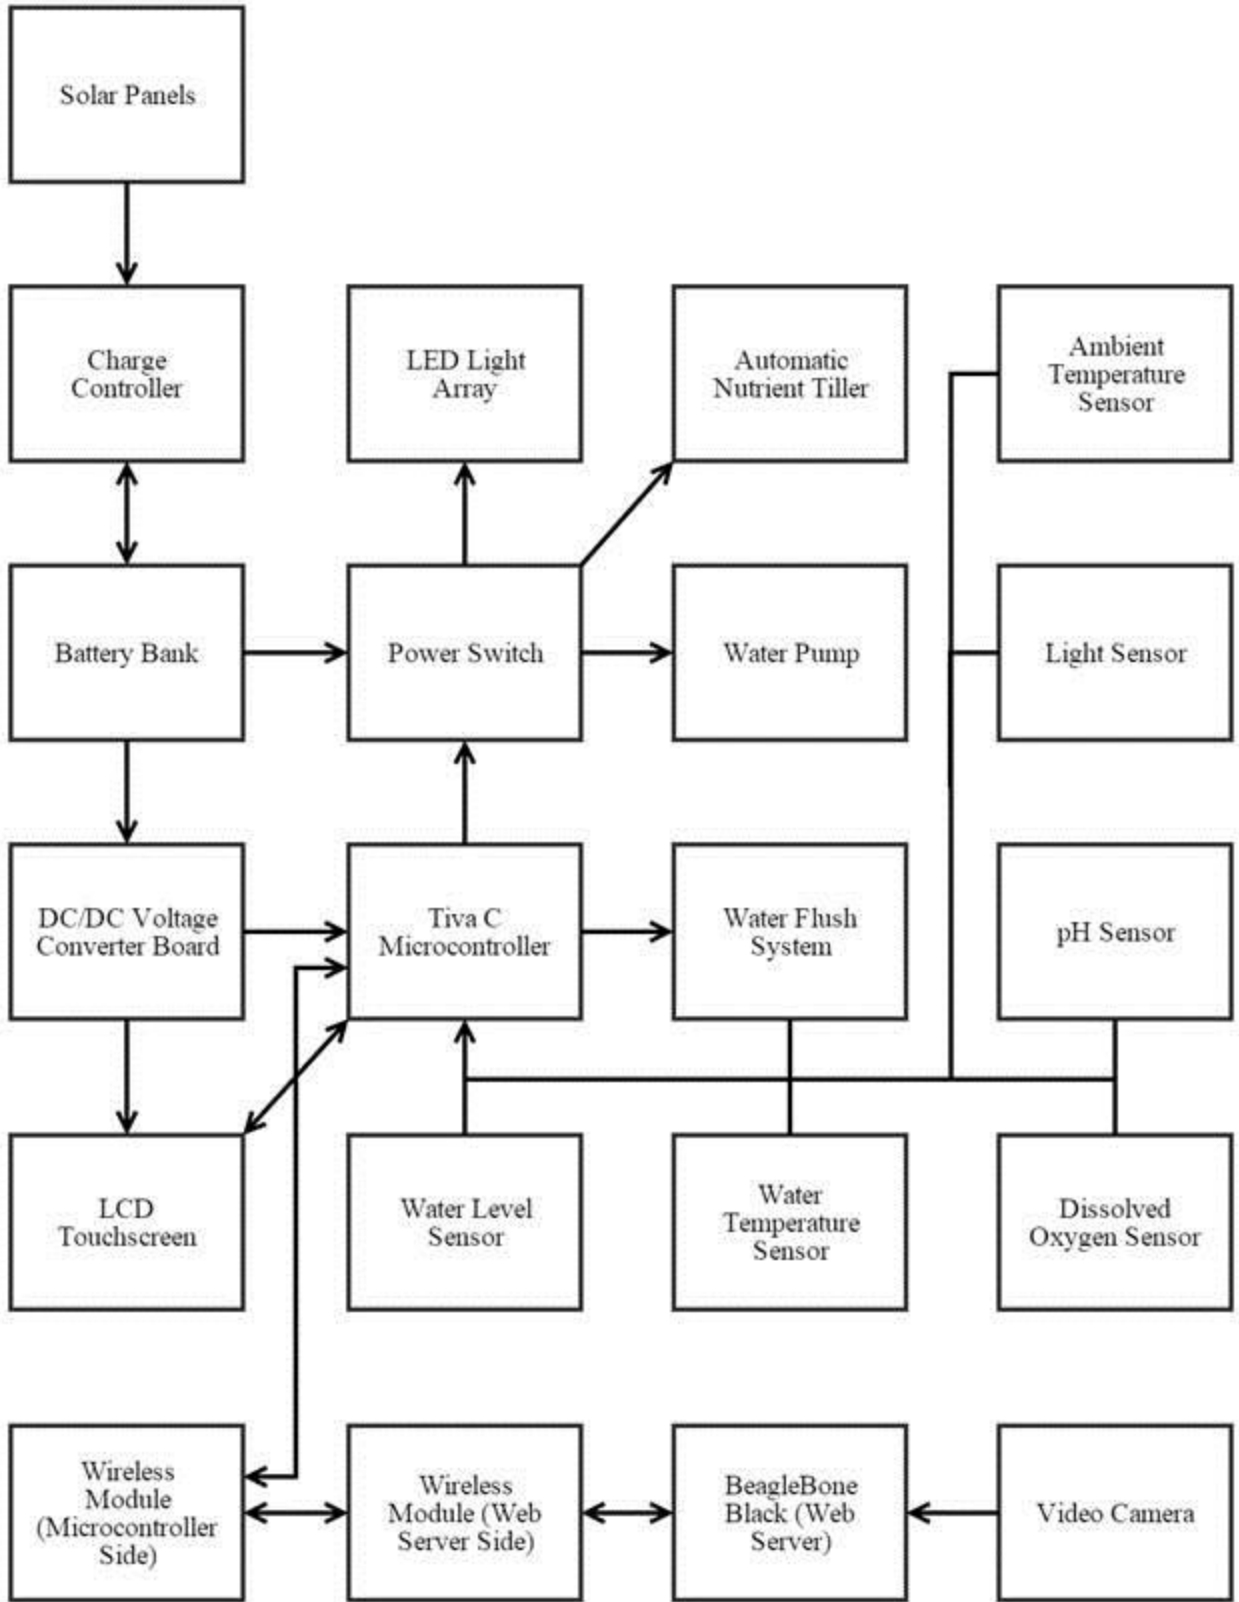 Solar Panels
Charge
Controller
LED Light
Array
Automatic
Nutrient Tiller
Ambient
Temperature
Sensor
Battery Bank
Power Switch
Water Pump
Light Sensor
DC/DC Voltage
Converter Board
Tiva C
Microcontroller
Water Flush
System
pH Sensor
LCD
Touchscreen
Water Level
Sensor
Water
Temperature
Sensor
Dissolved
Oxygen Sensor
Wireless
Module
(Microcontroller
Side)
Wireless
Module (Web
Server Side)
BeagleBone
Black (Web
Server)
Video Camera